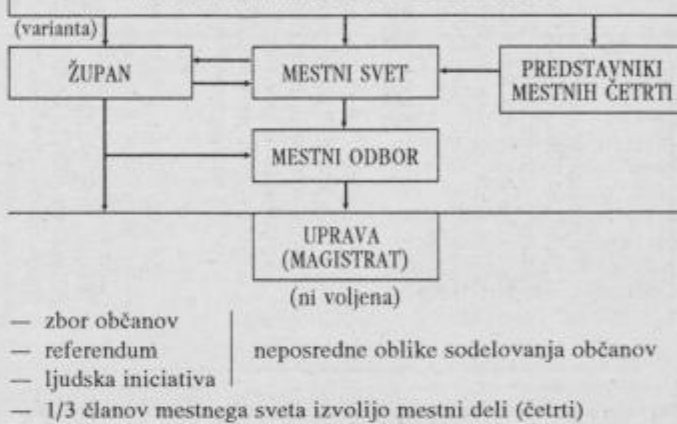 (varianta)
ŽUPAN
MESTNI SVET
PREDSTAVNIKI
MESTNIH ČETRTI
MESTNI ODBOR
UPRAVA
(MAGISTRAT)
(ni voljena)
— zbor občanov
— referendum
neposredne oblike sodelovanja občanov
— ljudska iniciativa
— 1/3 članov mestnega sveta izvolijo mestni deli (četrti)